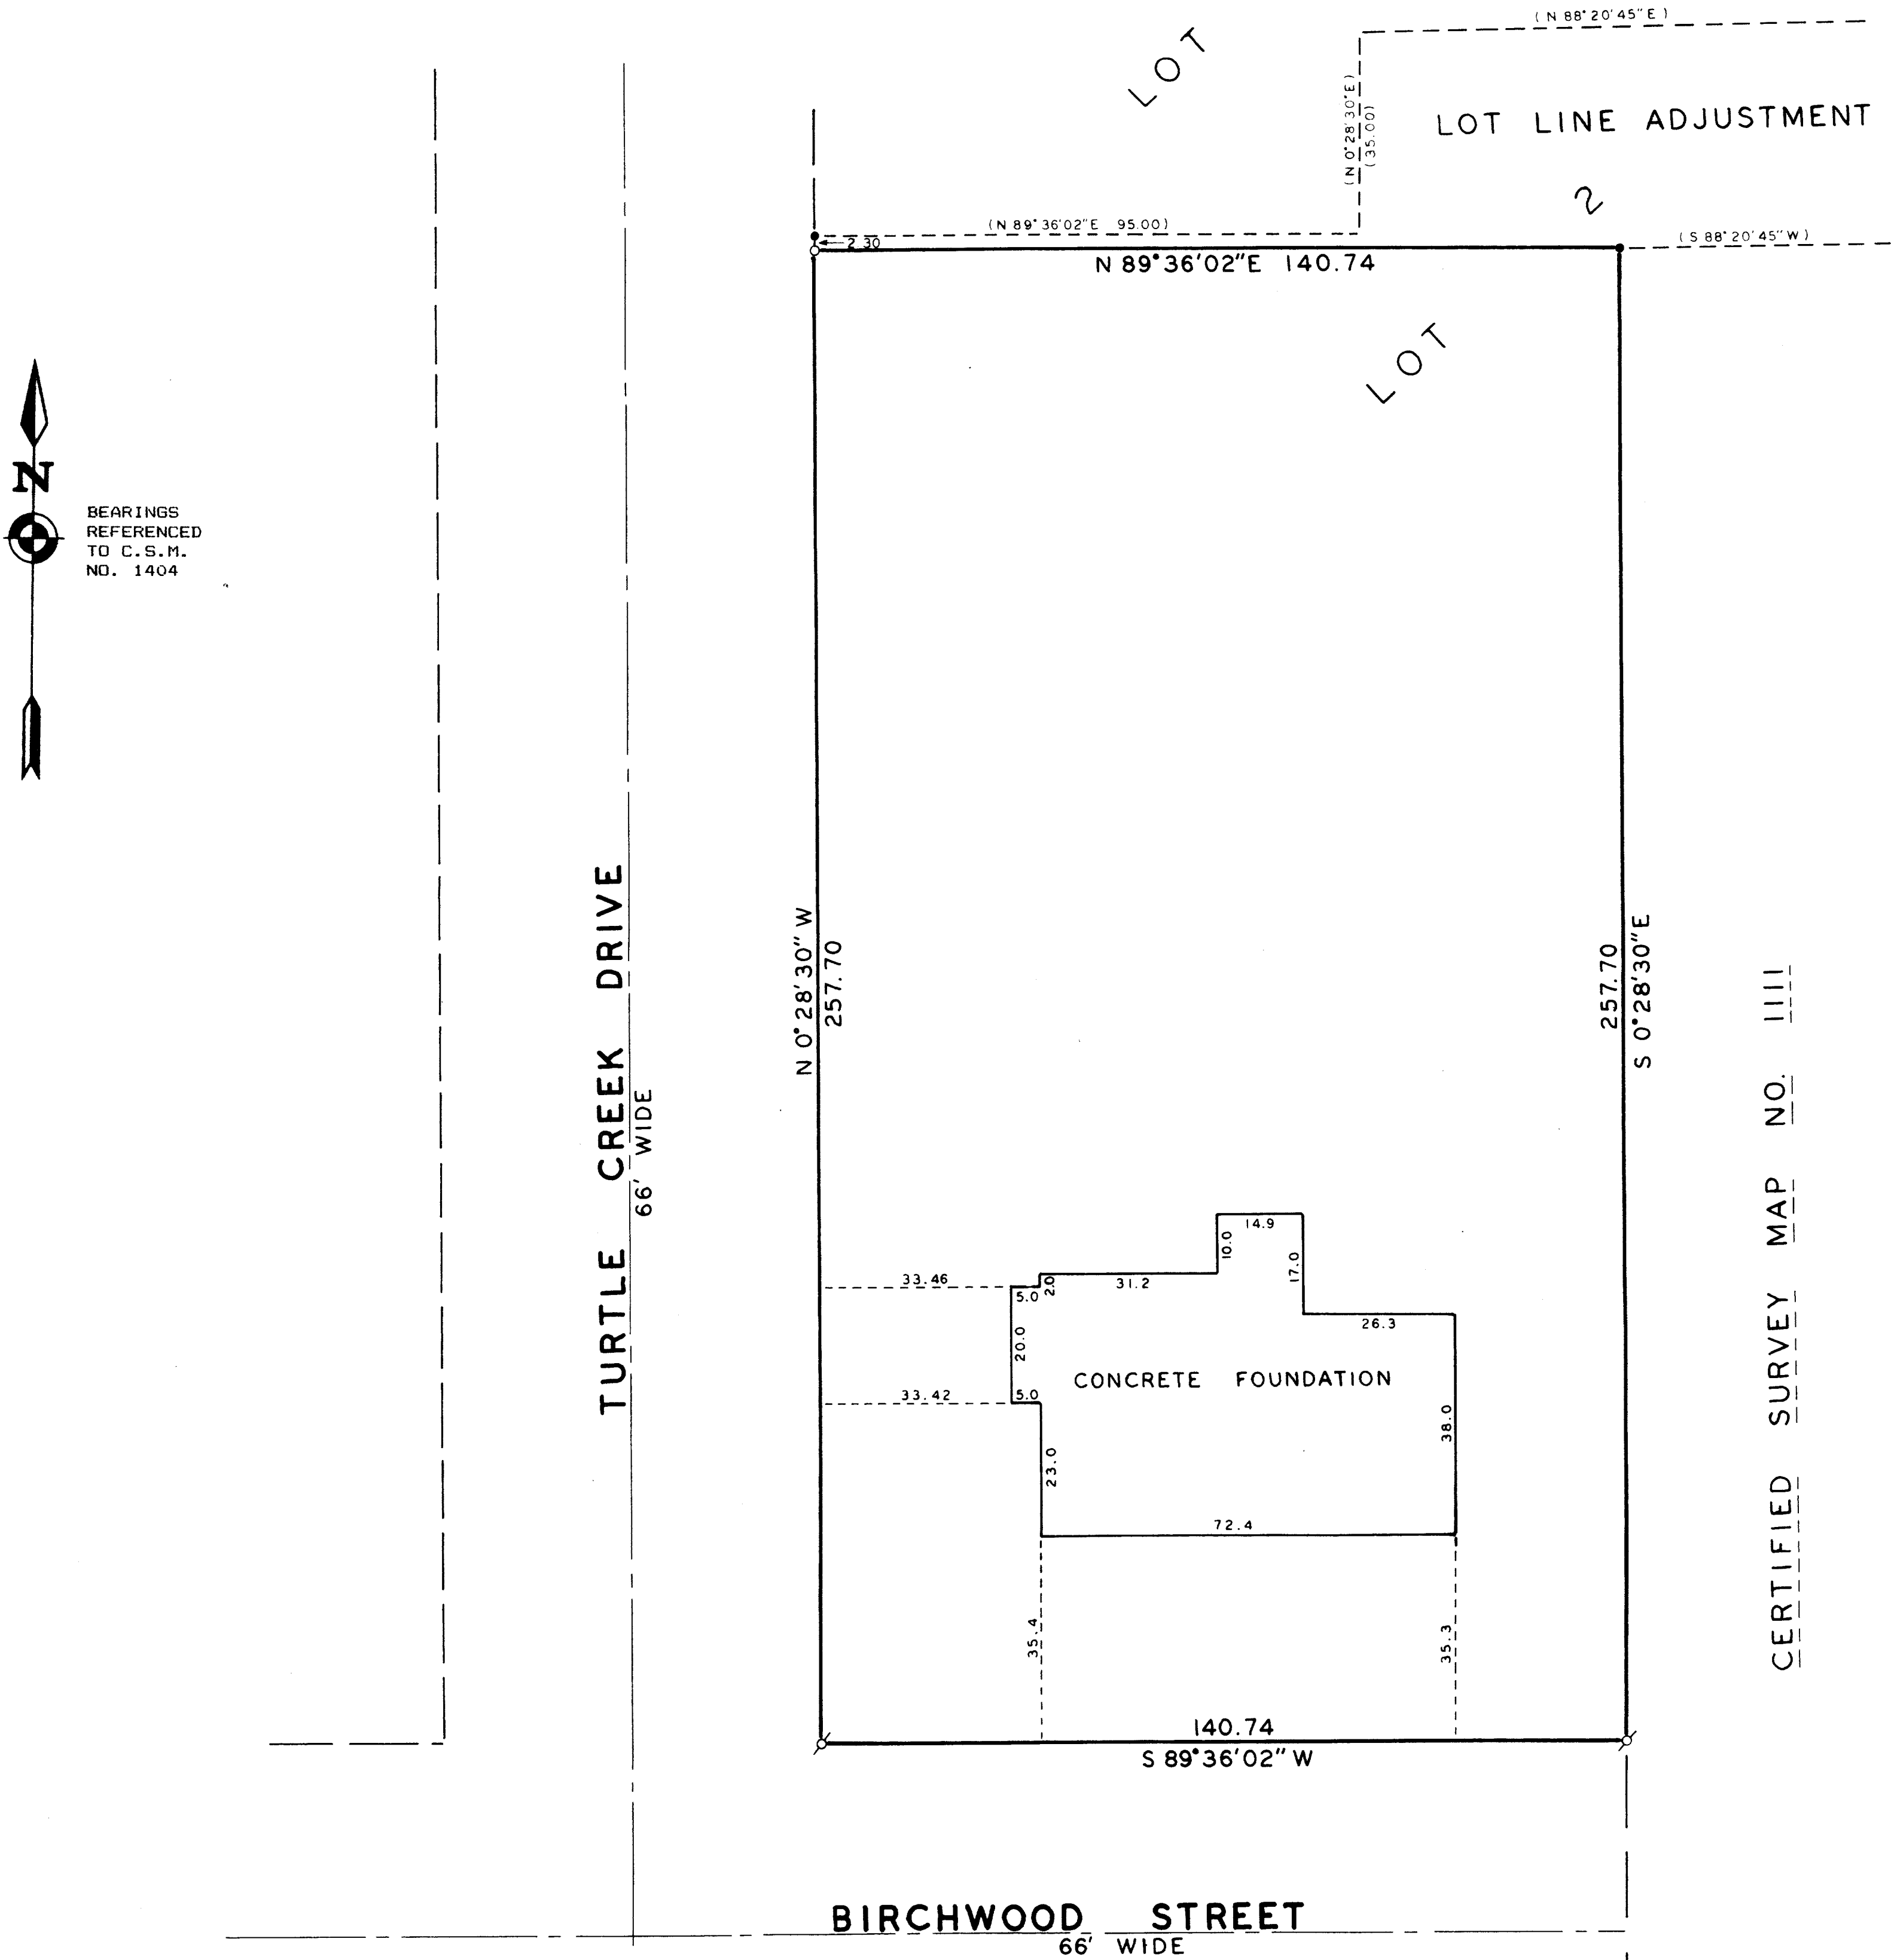 ( N 88° 20' 45" E )
LOT
(N 0° 28' 30" E)
(35.00)
LOT LINE ADJUSTMENT
2
(N 89° 36' 02" E 95.00)
2.30
( S 88° 20' 45" W )
N 89° 36' 02" E 140.74
LOT
N
BEARINGS
REFERENCED
TO C.S.M.
NO. 1404
TURTLE CREEK DRIVE
66' WIDE
N 0° 28' 30" W
257.70
257.70
S 0° 28' 30" E
CERTIFIED SURVEY MAP NO. 1111
14.9
10.0
17.0
33.46
5.0
2.0
31.2
26.3
20.0
CONCRETE FOUNDATION
33.42
5.0
38.0
23.0
72.4
35.4
35.3
140.74
S 89° 36' 02" W
BIRCHWOOD STREET
66' WIDE